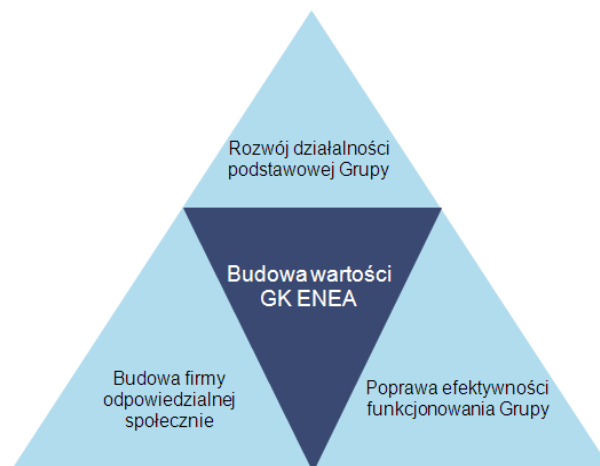 Rozwój działalności
podstawowej Grupy
Budowa wartości
GK ENEA
Budowa firmy
odpowiedzialnej
społecznie
Poprawa efektywności
funkcjonowania Grupy